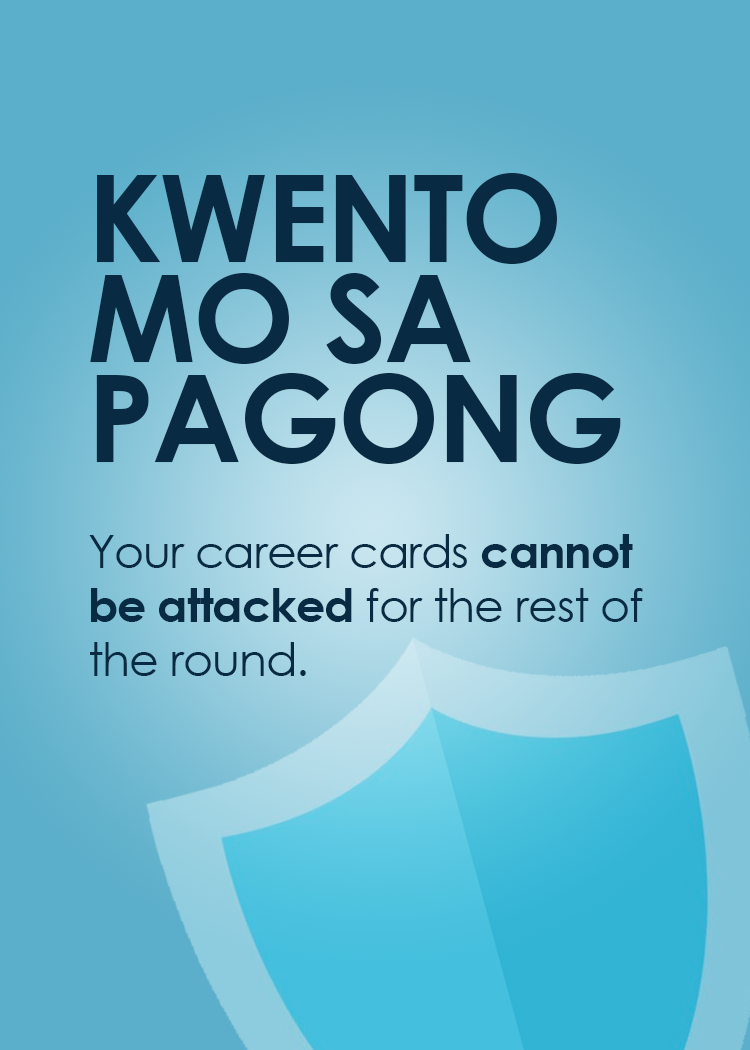 KWENTO
MO SA
PAGONG
Your career cards cannot
be attacked for the rest of
the round.